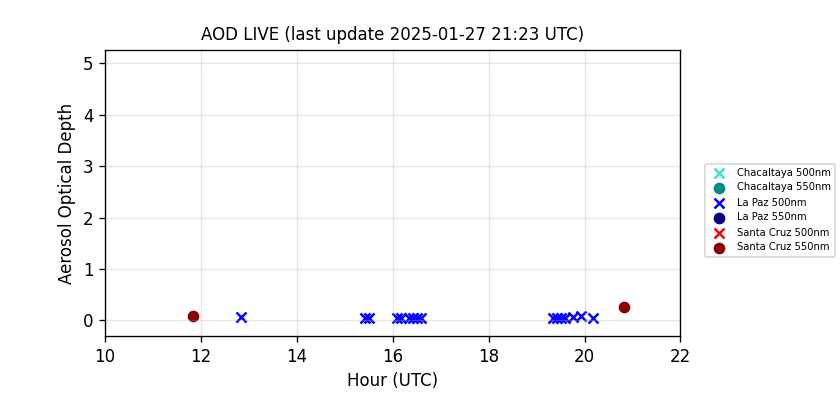 AOD LIVE (last update 2025-01-27 21:23 UTC)
5
4
3
2
1
0
Aerosol Optical Depth
10 12 14 16 18 20 22
Hour (UTC)
Chacaltaya 500nm
Chacaltaya 550nm
La Paz 500nm
La Paz 550nm
Santa Cruz 500nm
Santa Cruz 550nm